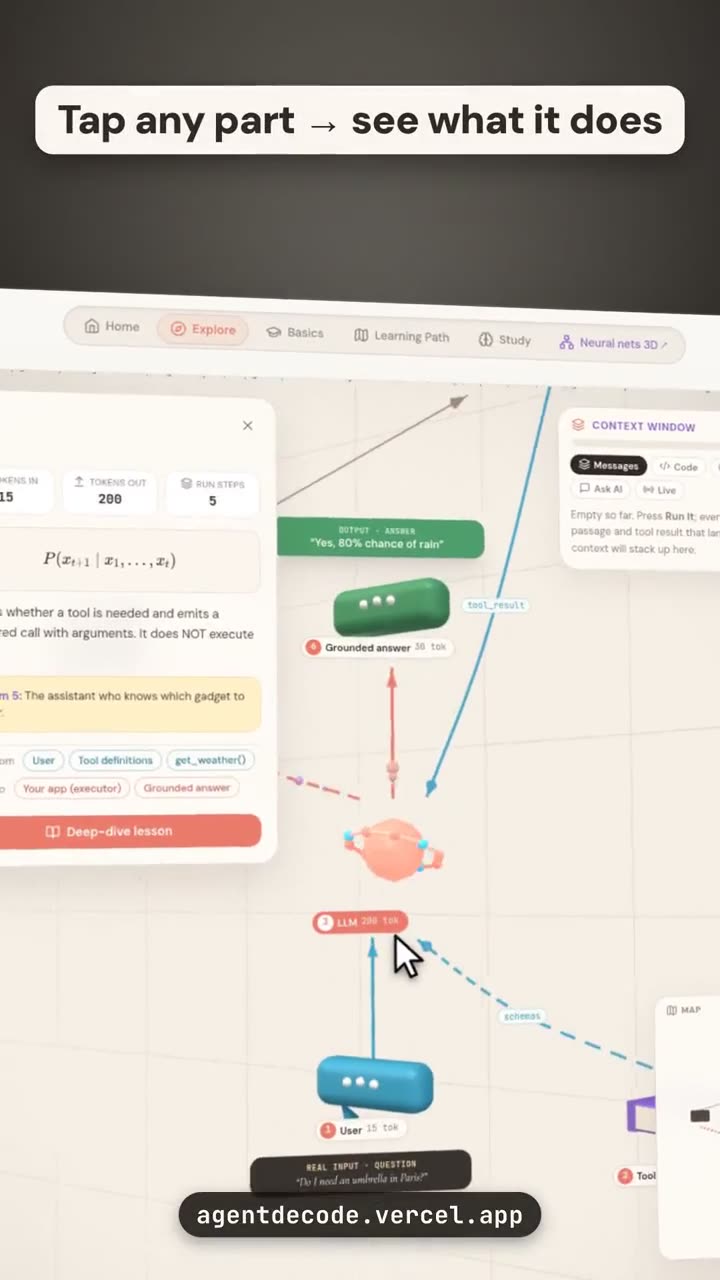 Tap any part → see what it does
Home
Explore
Basics
Learning Path
Study
Neural nets 3D ↗
TOKENS OUT
200
RUN STEPS
5
15
P(x_{t+1} | x_1, ..., x_t)
whether a tool is needed and emits a
call with arguments. It does NOT execute
5: The assistant who knows which gadget to
User
Tool definitions
get_weather()
Your app (executor)
Grounded answer
Deep-dive lesson
CONTEXT WINDOW
Messages
</> Code
Ask AI
Live
Empty so far. Press Run It;
passage and tool result that
context will stack up here.
OUTPUT · ANSWER
"Yes, 80% chance of rain"
tool_result
6 Grounded answer 30 tok
3 LLM 200 tok
schemas
1 User 15 tok
REAL INPUT · QUESTION
"Do I need an umbrella in Paris?"
MAP
2 Tool
agentdecode.vercel.app